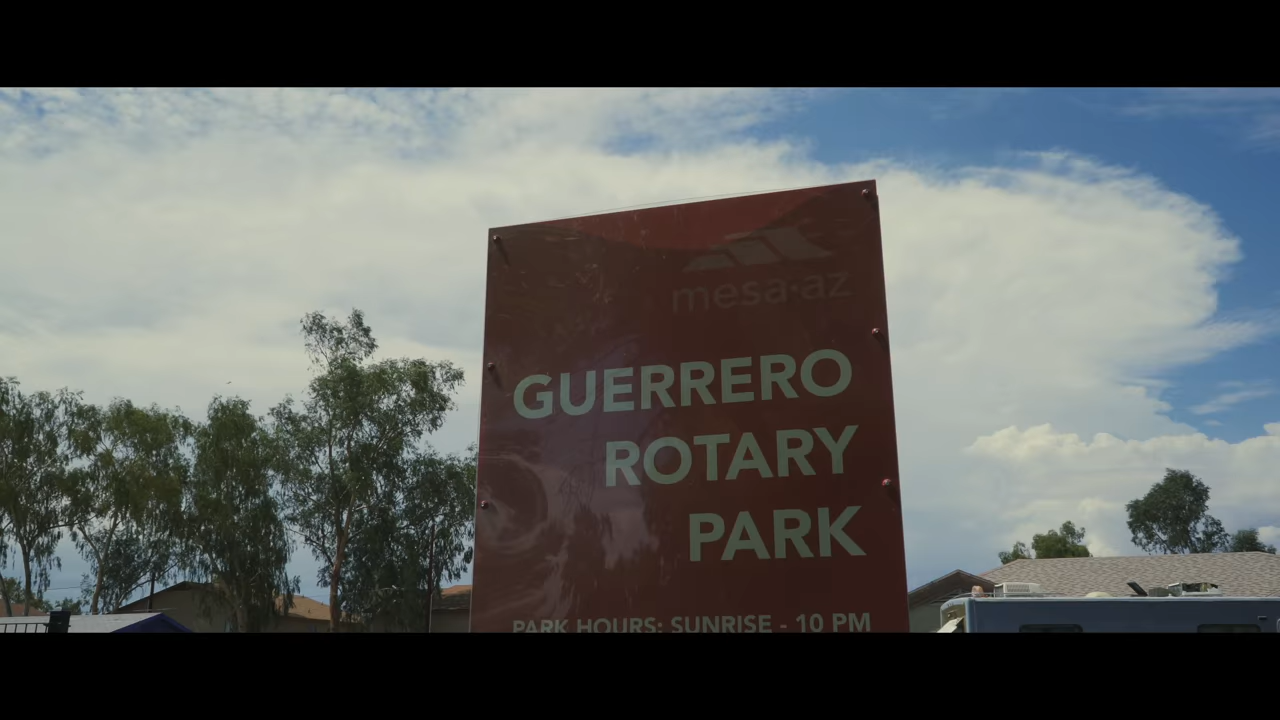 mesa·az
GUERRERO
ROTARY
PARK
PARK HOURS: SUNRISE - 10 PM